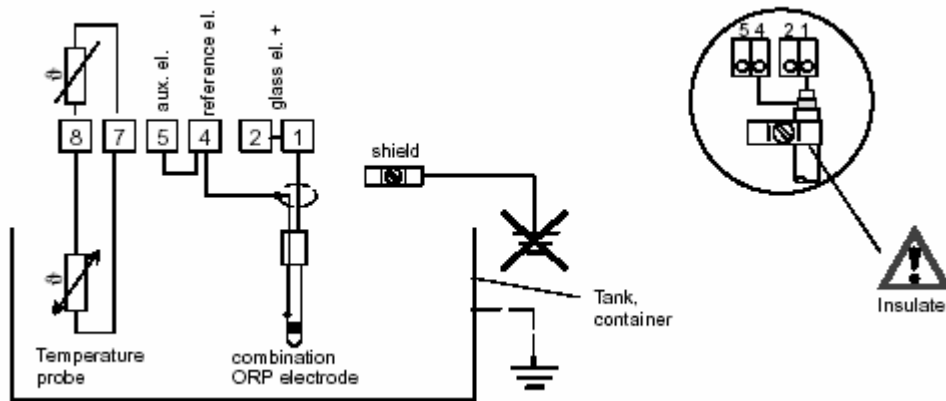 aux. el.
reference el.
glass el. +
ϑ
8
7
5
4
2
1
ϑ
Temperature
probe
combination
ORP electrode
shield
Tank,
container
5 4
2 1
!
Insulate